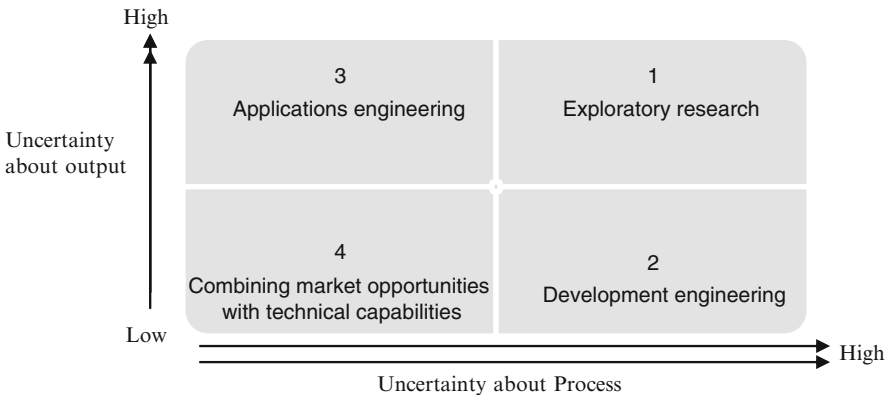 High
3
Applications engineering
1
Exploratory research
Uncertainty
about output
4
Combining market opportunities
with technical capabilities
2
Development engineering
Low
High
Uncertainty about Process